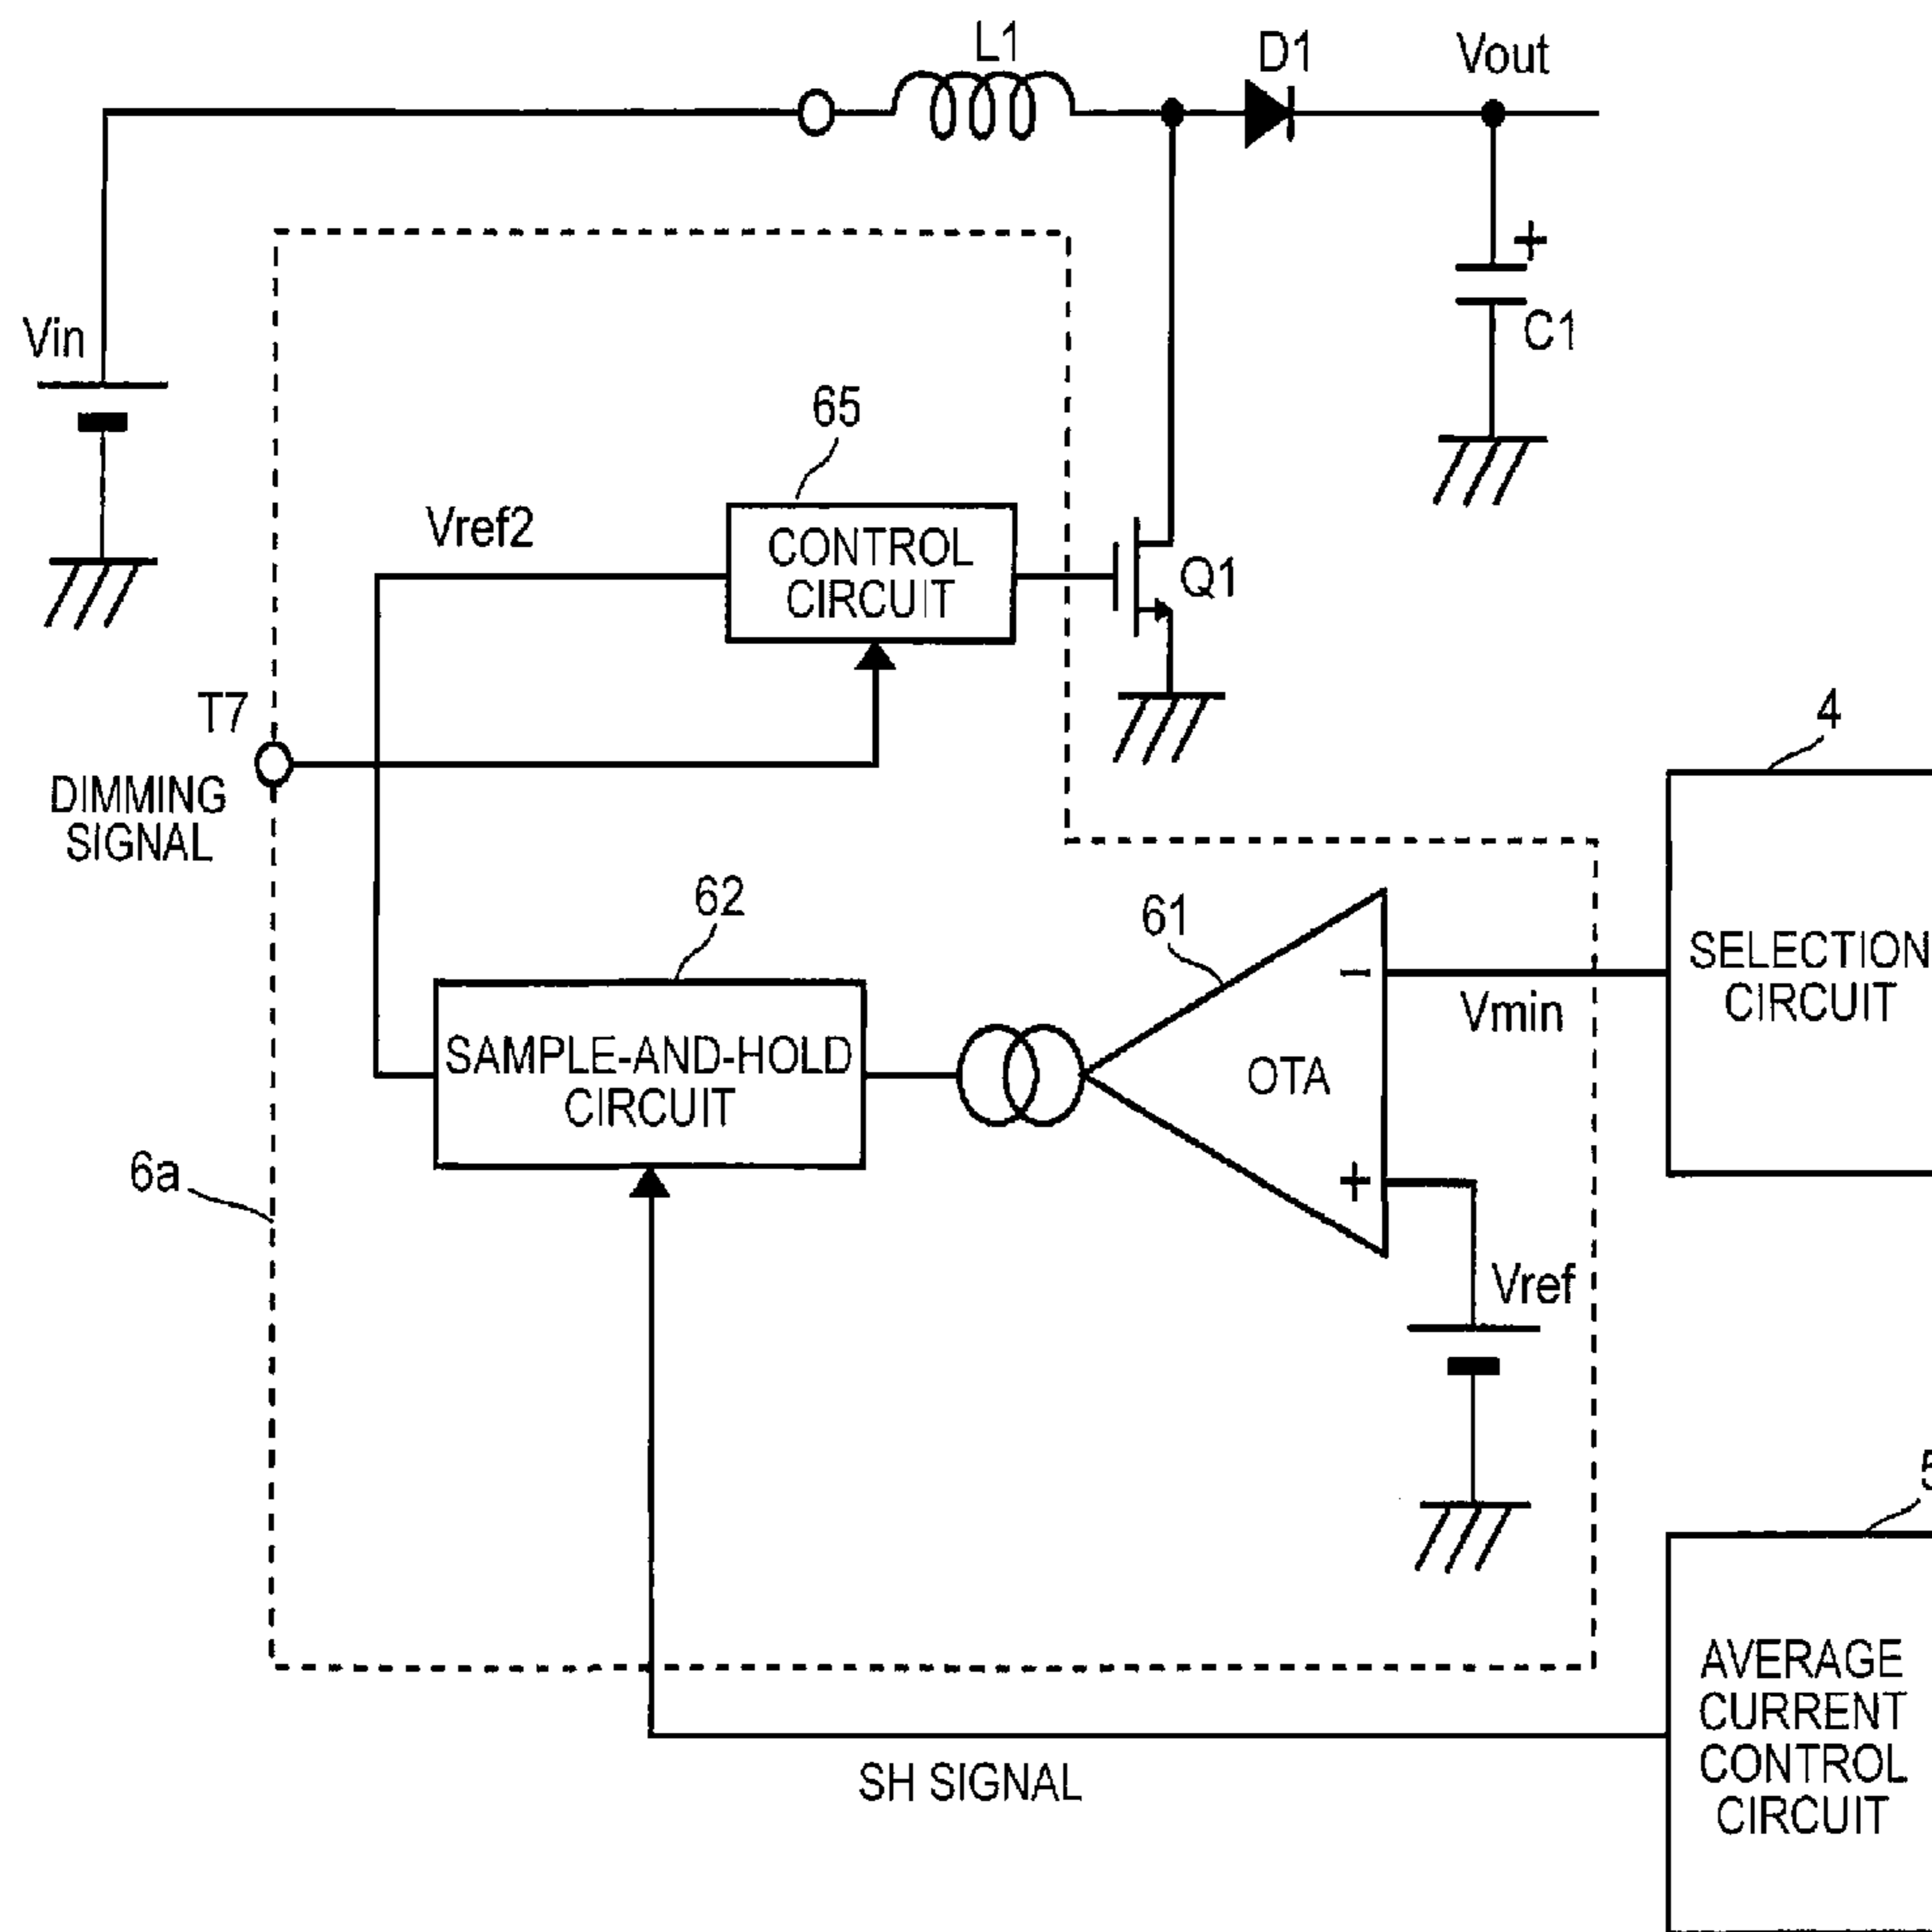 L1
D1
Vout
+
C1
Vin
65
Vref2
CONTROL
CIRCUIT
Q1
T7
DIMMING
SIGNAL
4
62
61
SELECTION
CIRCUIT
−
Vmin
SAMPLE-AND-HOLD
CIRCUIT
OTA
6a
+
Vref
5
AVERAGE
CURRENT
CONTROL
CIRCUIT
SH SIGNAL